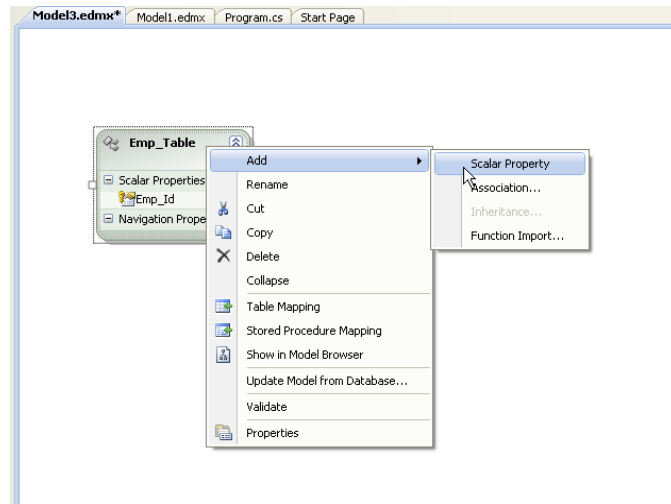 Model3.edmx* Model1.edmx Program.cs Start Page
Emp_Table
Scalar Properties
Emp_Id
Navigation Prope
Add
Rename
Cut
Copy
Delete
Collapse
Table Mapping
Stored Procedure Mapping
Show in Model Browser
Update Model from Database...
Validate
Properties
Scalar Property
Association...
Inheritance...
Function Import...